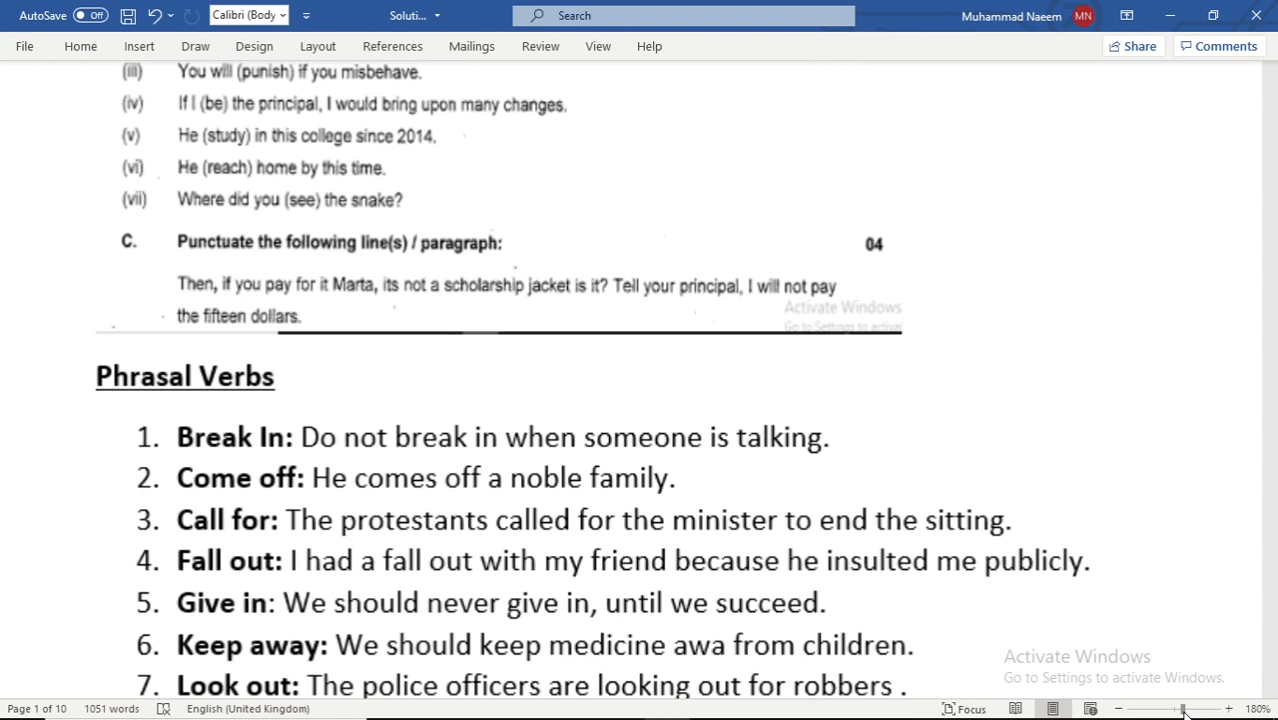 AutoSave Off Calibri (Body Soluti... Search Muhammad Naeem MN
File Home Insert Draw Design Layout References Mailings Review View Help Share Comments
(iii) You will (punish) if you misbehave.
(iv) If I (be) the principal, I would bring upon many changes.
(v) He (study) in this college since 2014.
(vi) He (reach) home by this time.
(vii) Where did you (see) the snake?
C. Punctuate the following line(s) / paragraph: 04
Then, if you pay for it Marta, its not a scholarship jacket is it? Tell your principal, I will not pay
the fifteen dollars.
Activate Windows
Go to Settings to activat
Phrasal Verbs
1. Break In: Do not break in when someone is talking.
2. Come off: He comes off a noble family.
3. Call for: The protestants called for the minister to end the sitting.
4. Fall out: I had a fall out with my friend because he insulted me publicly.
5. Give in: We should never give in, until we succeed.
6. Keep away: We should keep medicine awa from children.
7. Look out: The police officers are looking out for robbers .
Activate Windows
Go to Settings to activate Windows.
Page 1 of 10 1051 words English (United Kingdom) Focus 180%